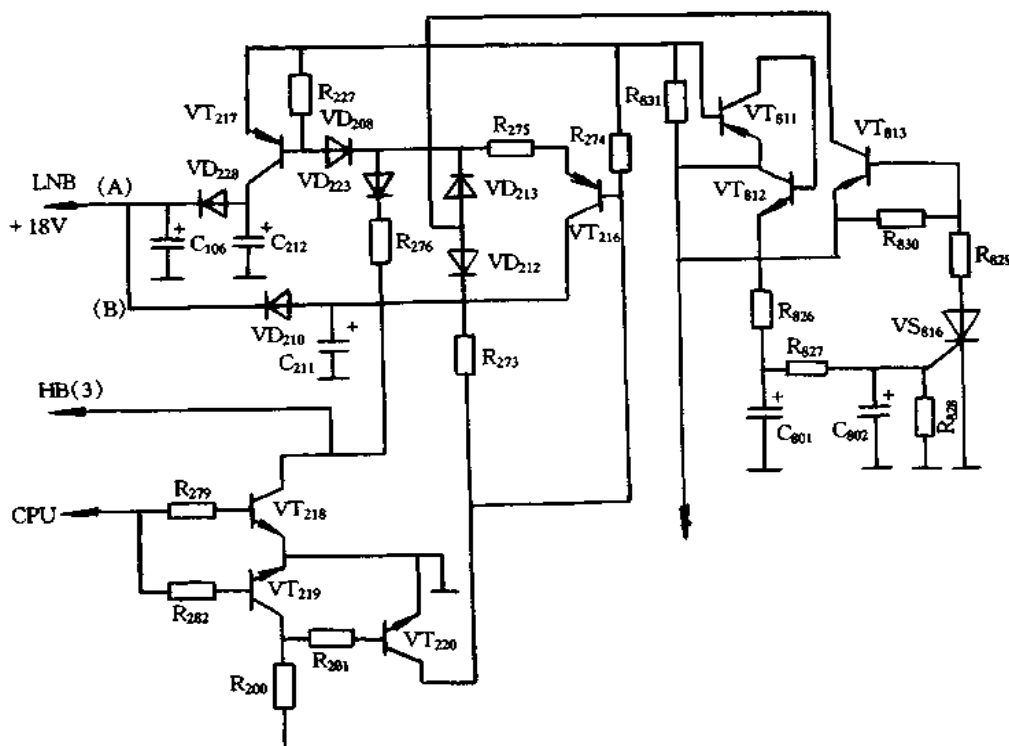 R227
VT217
VD208
R275
R274
R831
VT811
VT813
VD228
LNB
(A)
+18V
C106
C212
VD223
R276
VD213
VT216
VT812
R830
R829
VD212
(B)
VD210
C211
R273
R826
R827
VS816
C801
C802
R828
HB(3)
R279
CPU
VT218
VT219
R282
R281
VT220
R200